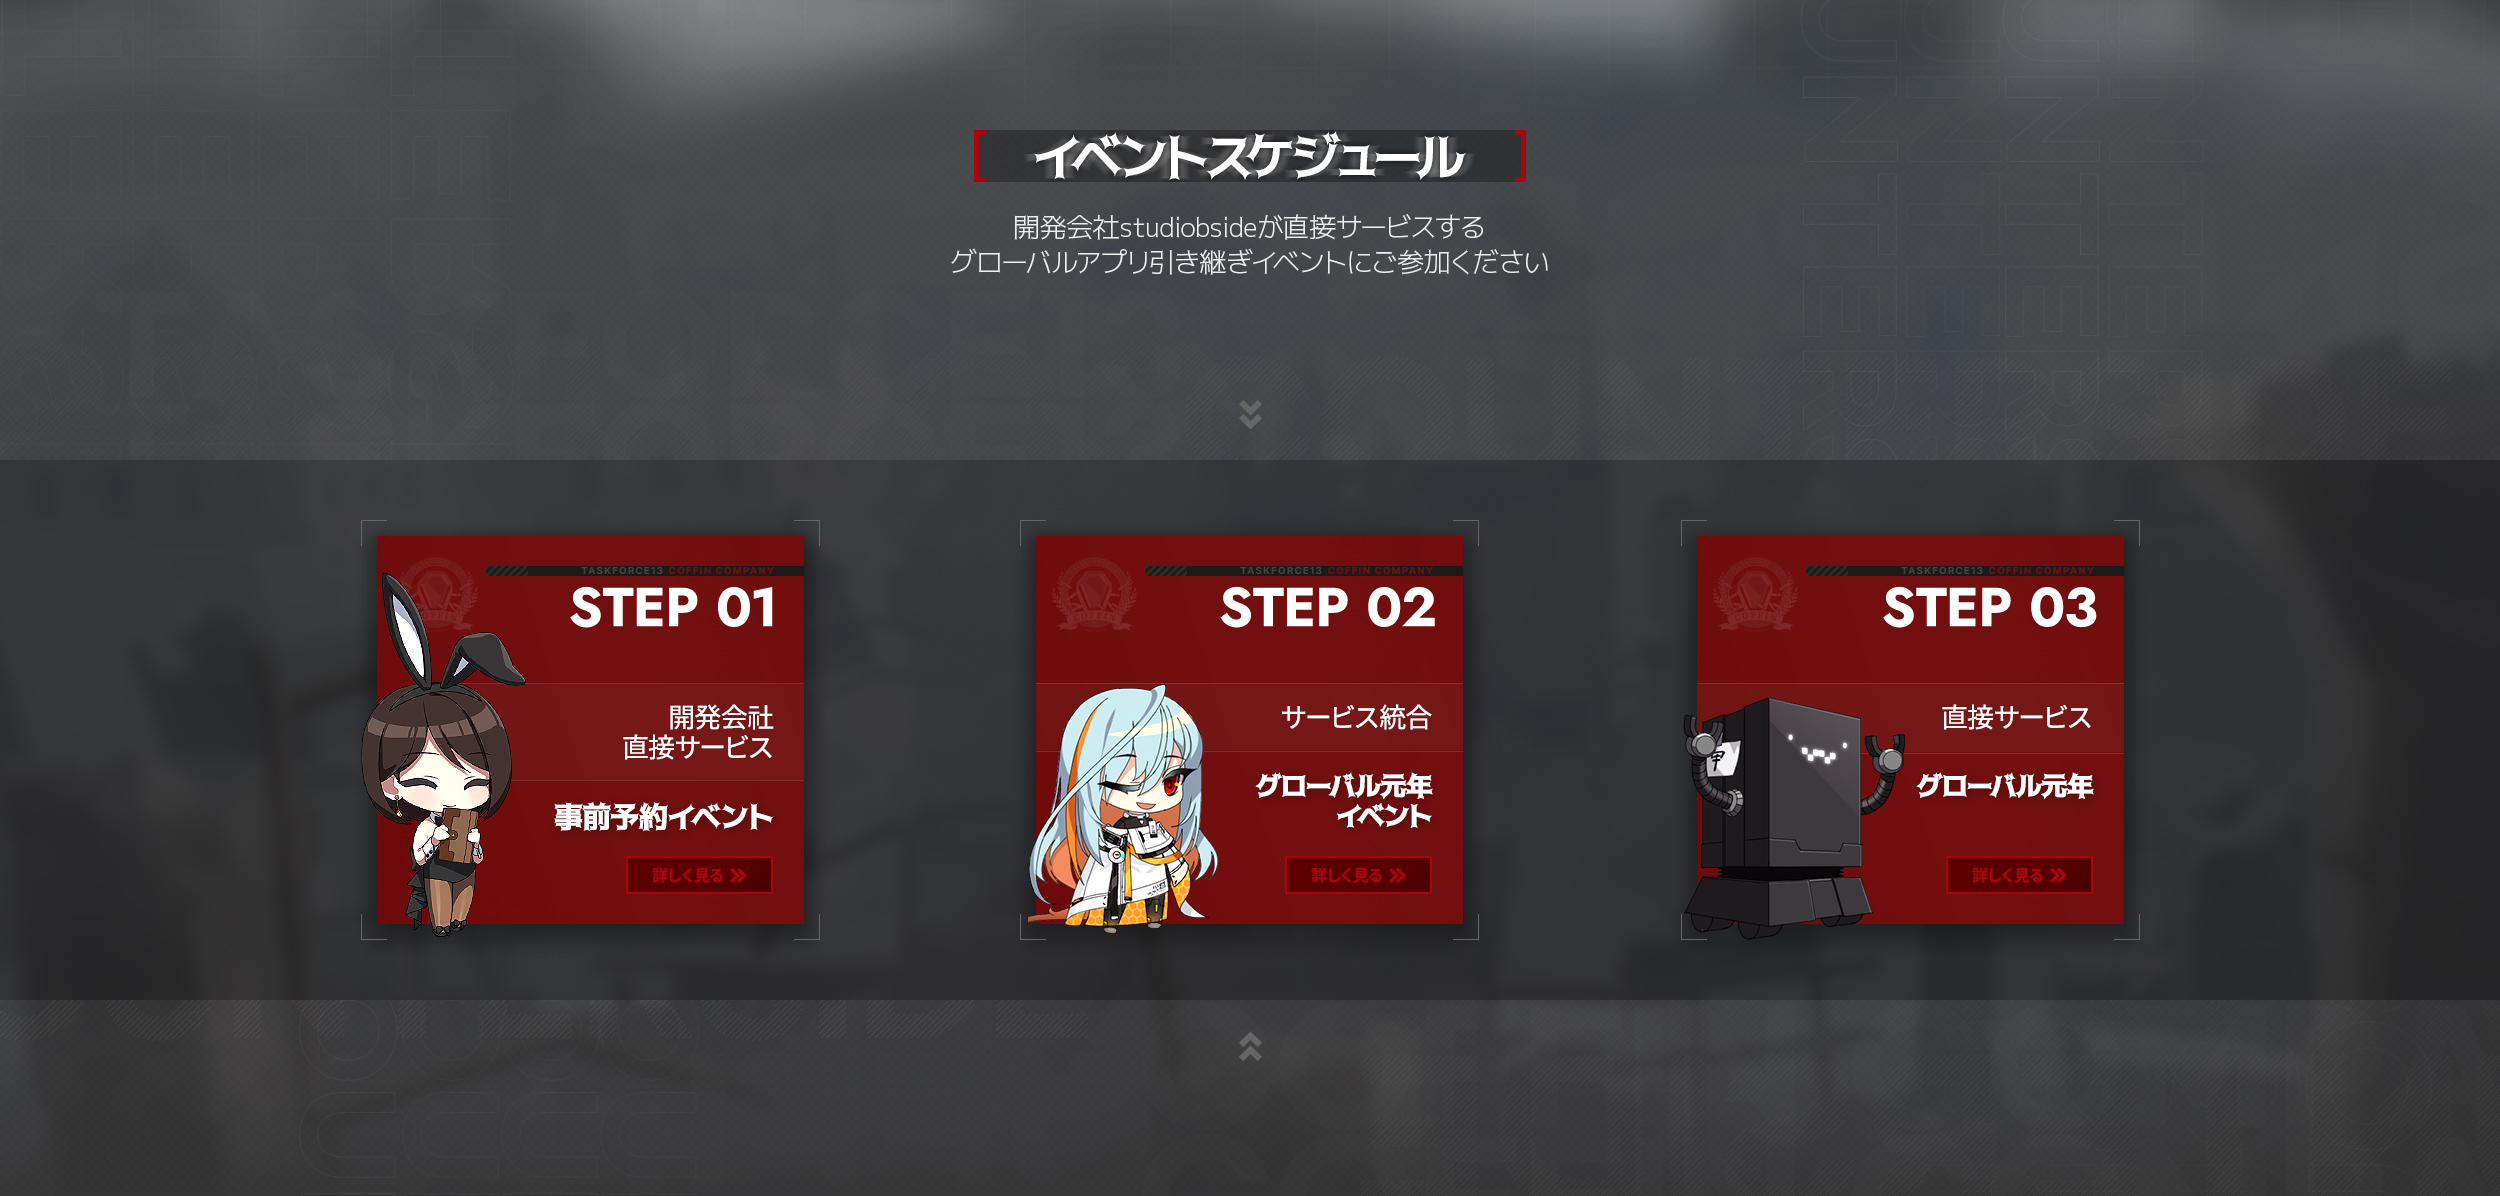 イベントスケジュール
開発会社studiobsideが直接サービスする
グローバルアプリ引き継ぎイベントにご参加ください
TASKFORCE13 COFFIN COMPANY
STEP 01
開発会社
直接サービス
事前予約イベント
詳しく見る
TASKFORCE13 COFFIN COMPANY
COFFIN
STEP 02
サービス統合
グローバル元年
イベント
詳しく見る
TASKFORCE13 COFFIN COMPANY
COFFIN
STEP 03
直接サービス
甲
グローバル元年
詳しく見る